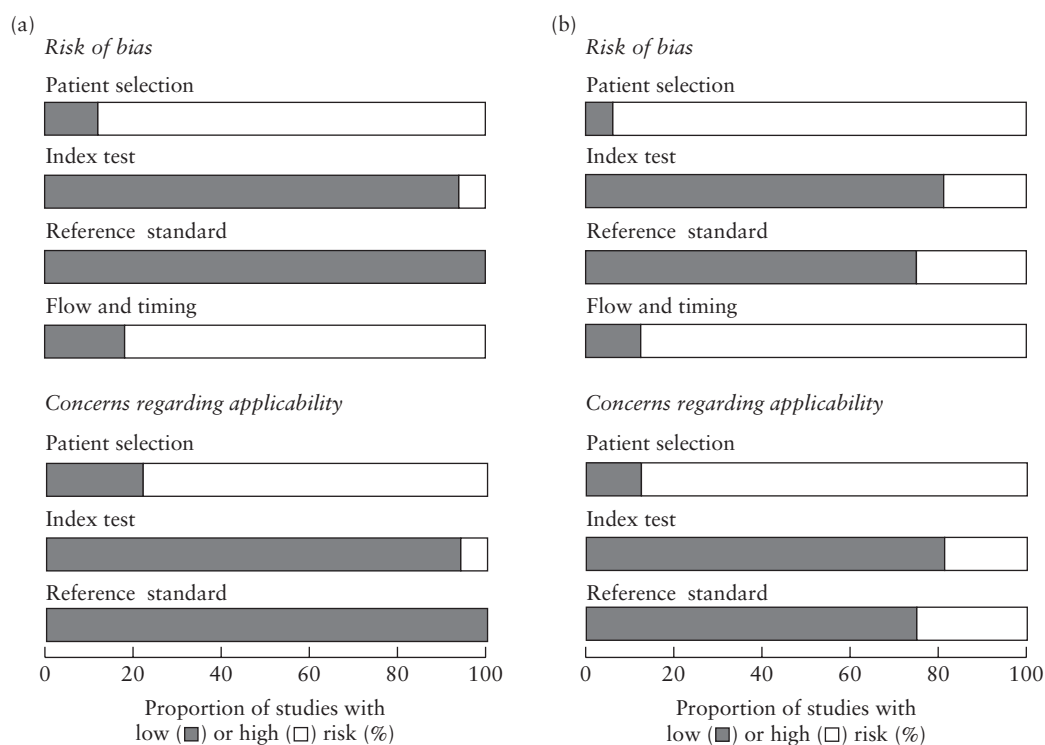 (a)
Risk of bias
Patient selection
Index test
Reference standard
Flow and timing
Concerns regarding applicability
Patient selection
Index test
Reference standard
0 20 40 60 80 100
Proportion of studies with
low (■) or high (□) risk (%)
(b)
Risk of bias
Patient selection
Index test
Reference standard
Flow and timing
Concerns regarding applicability
Patient selection
Index test
Reference standard
0 20 40 60 80 100
Proportion of studies with
low (■) or high (□) risk (%)